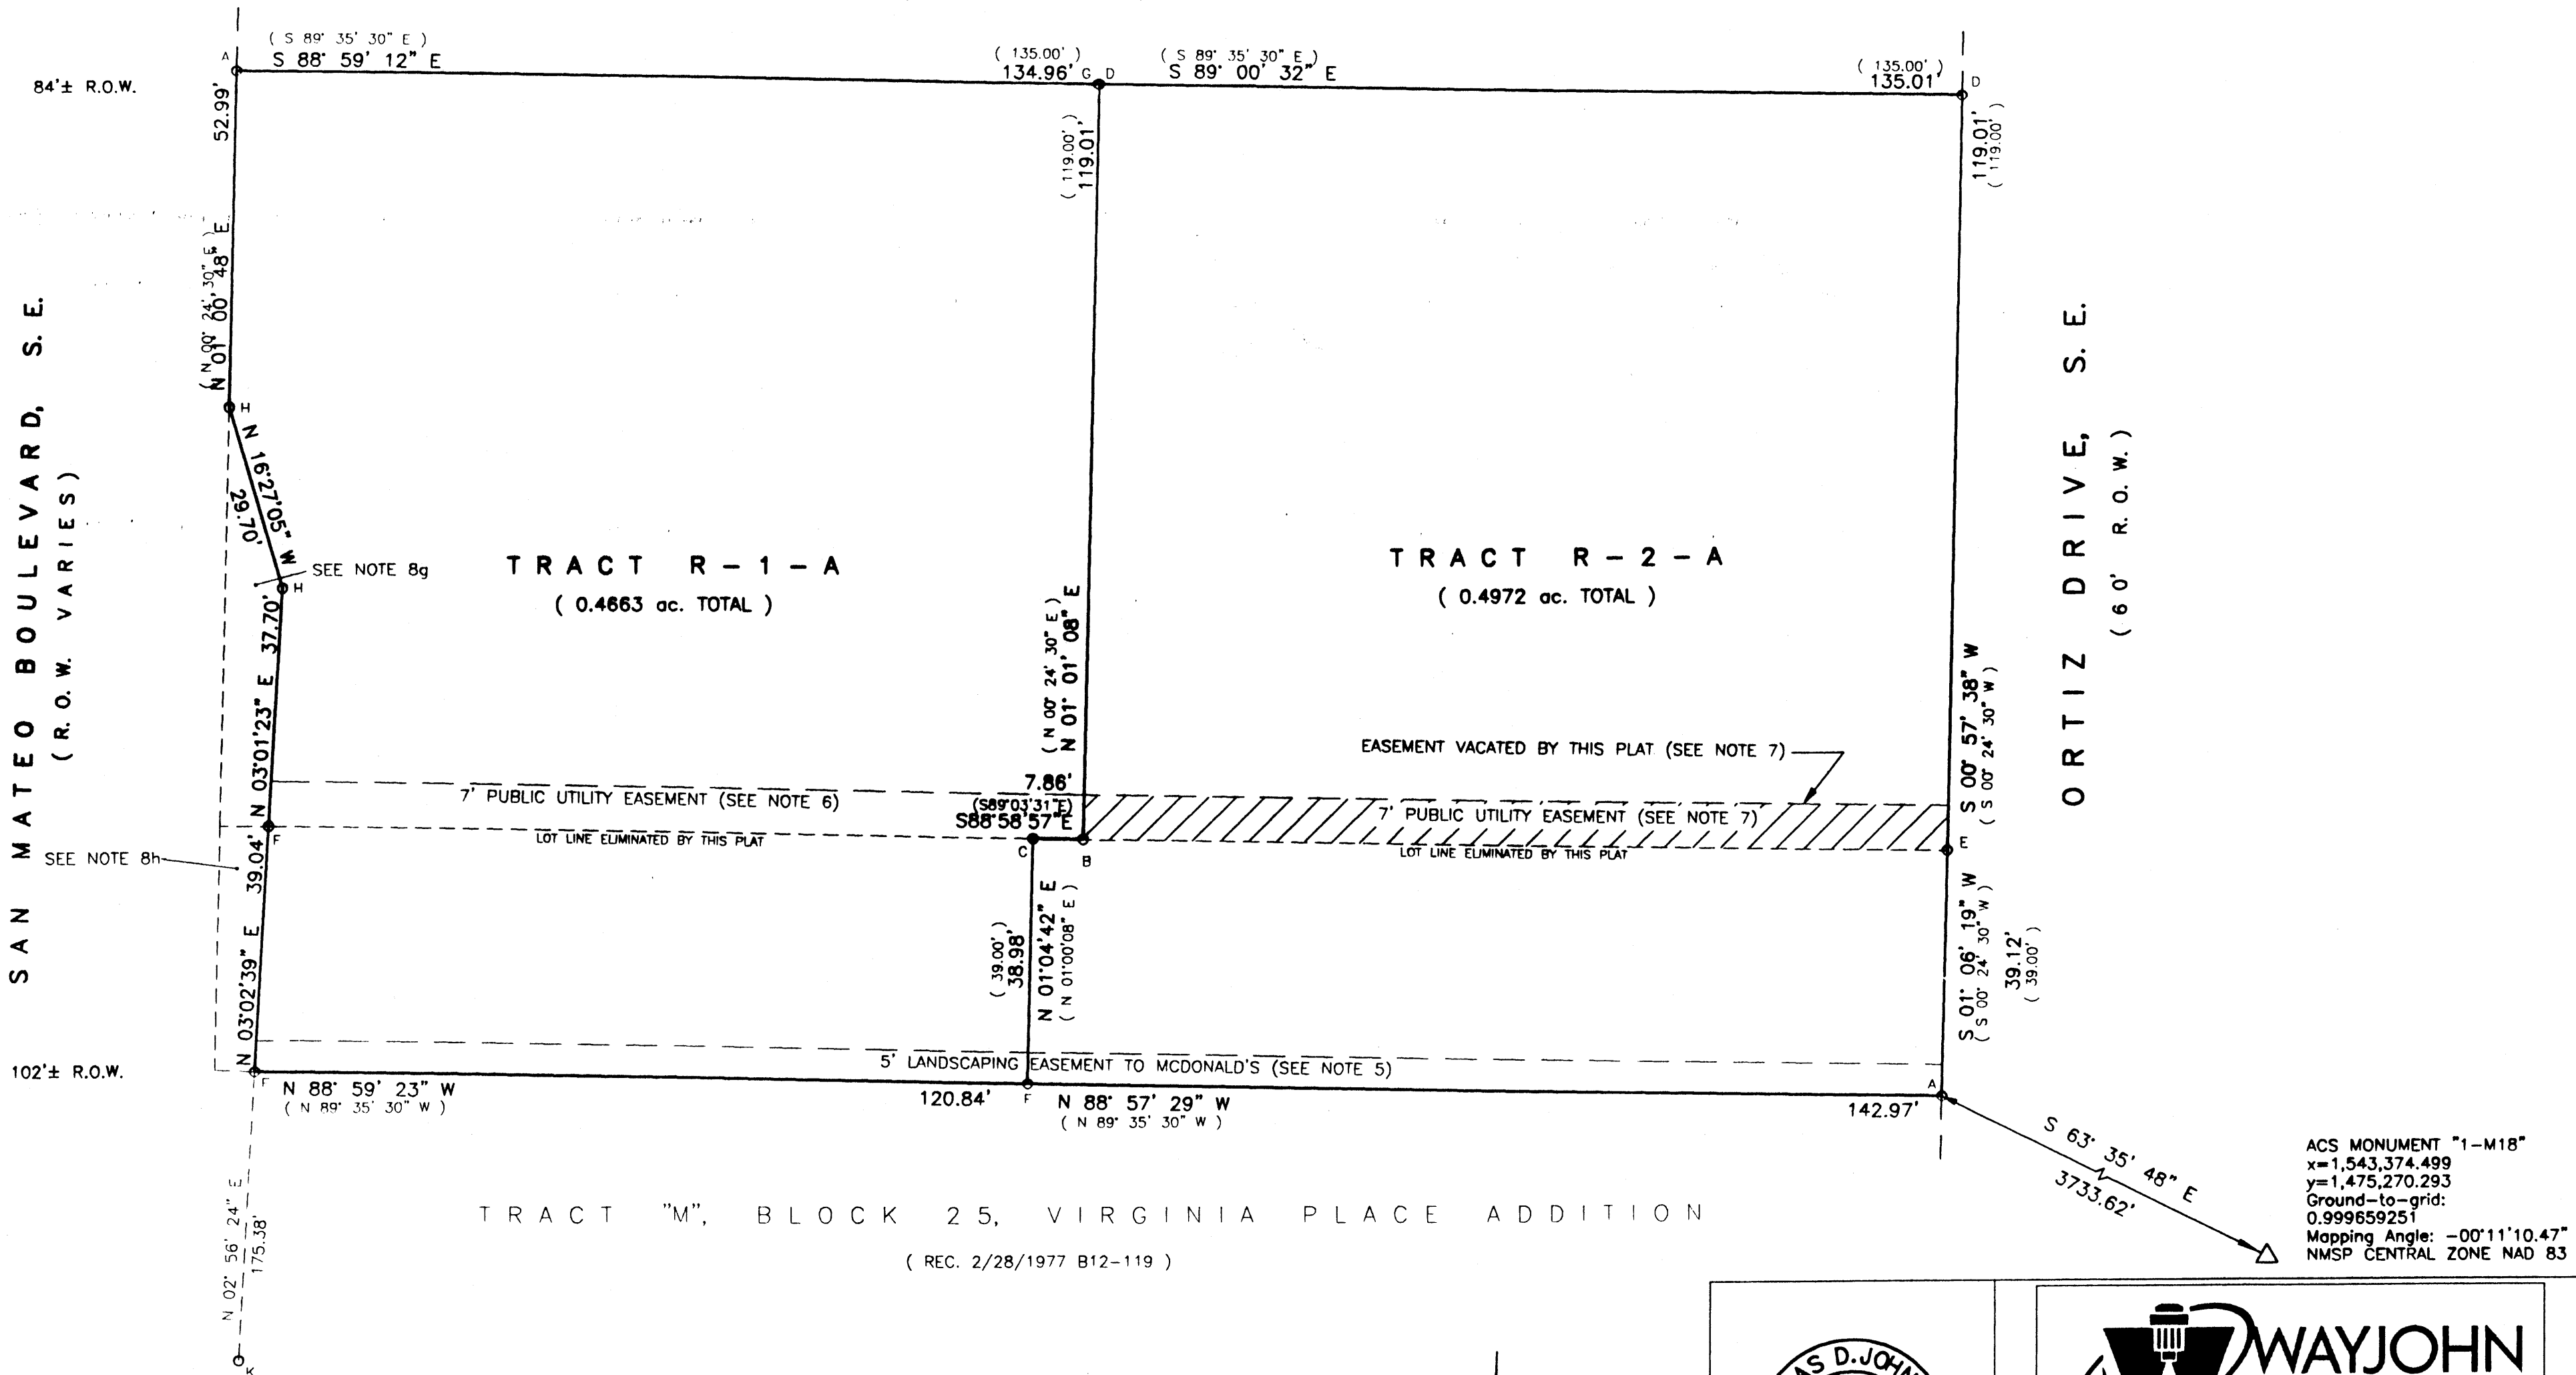 ( S 89° 35' 30" E )
S 88° 59' 12" E
( 135.00' )
134.96'
( S 89° 35' 30" E )
S 89° 00' 32" E
( 135.00' )
135.01'
A
G
D
D
84'± R.O.W.
52.99'
( N 00° 24' 30" E )
N 01° 00' 48" E
( 119.00' )
119.01'
119.01'
( 119.00' )
H
N 16°27'05" W
29.70'
SEE NOTE 8g
H
SAN MATEO BOULEVARD, S.E.
( R.O.W. VARIES )
TRACT R-1-A
( 0.4663 ac. TOTAL )
TRACT R-2-A
( 0.4972 ac. TOTAL )
ORTIZ DRIVE, S.E.
( 60' R.O.W. )
N 03°01'23" E 37.70'
( N 00° 24' 30" E )
N 01° 01' 08" E
S 00° 57' 38" W
( S 00° 24' 30" W )
EASEMENT VACATED BY THIS PLAT (SEE NOTE 7)
7' PUBLIC UTILITY EASEMENT (SEE NOTE 6)
7.86'
(S89°03'31"E)
S88°58'57"E
7' PUBLIC UTILITY EASEMENT (SEE NOTE 7)
F
LOT LINE ELIMINATED BY THIS PLAT
C
B
LOT LINE ELIMINATED BY THIS PLAT
E
SEE NOTE 8h
N 03°02'39" E 39.04'
( 39.00' )
38.98'
N 01°04'42" E
( N 01°00'08" E )
S 01° 06' 19" W
( S 00° 24' 30" W )
39.12'
( 39.00' )
5' LANDSCAPING EASEMENT TO MCDONALD'S (SEE NOTE 5)
102'± R.O.W.
F
N 88° 59' 23" W
( N 89° 35' 30" W )
120.84'
F
N 88° 57' 29" W
( N 89° 35' 30" W )
142.97'
A
S 63° 35' 48" E
3733.62'
ACS MONUMENT "1-M18"
x=1,543,374.499
y=1,475,270.293
Ground-to-grid:
0.999659251
Mapping Angle: -00°11'10.47"
NMSP CENTRAL ZONE NAD 83
N 02° 56' 24" E
175.38'
K
TRACT "M", BLOCK 25, VIRGINIA PLACE ADDITION
( REC. 2/28/1977 B12-119 )
AS D. JOHN
WAYJOHN